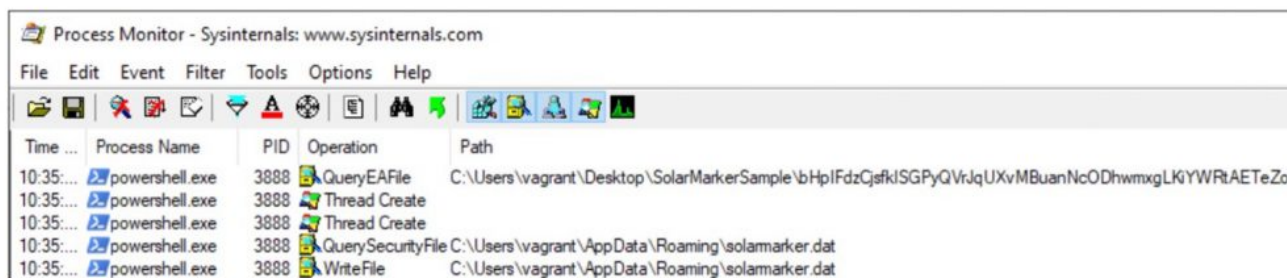 Process Monitor - Sysinternals: www.sysinternals.com
File Edit Event Filter Tools Options Help
Time ... Process Name PID Operation Path
10:35:... powershell.exe 3888 QueryEAFile C:\Users\vagrant\Desktop\SolarMarkerSample\
10:35:... powershell.exe 3888 Thread Create
10:35:... powershell.exe 3888 Thread Create
10:35:... powershell.exe 3888 QuerySecurityFile C:\Users\vagrant\AppData\Roaming\solarmarker.dat
10:35:... powershell.exe 3888 WriteFile C:\Users\vagrant\AppData\Roaming\solarmarker.dat